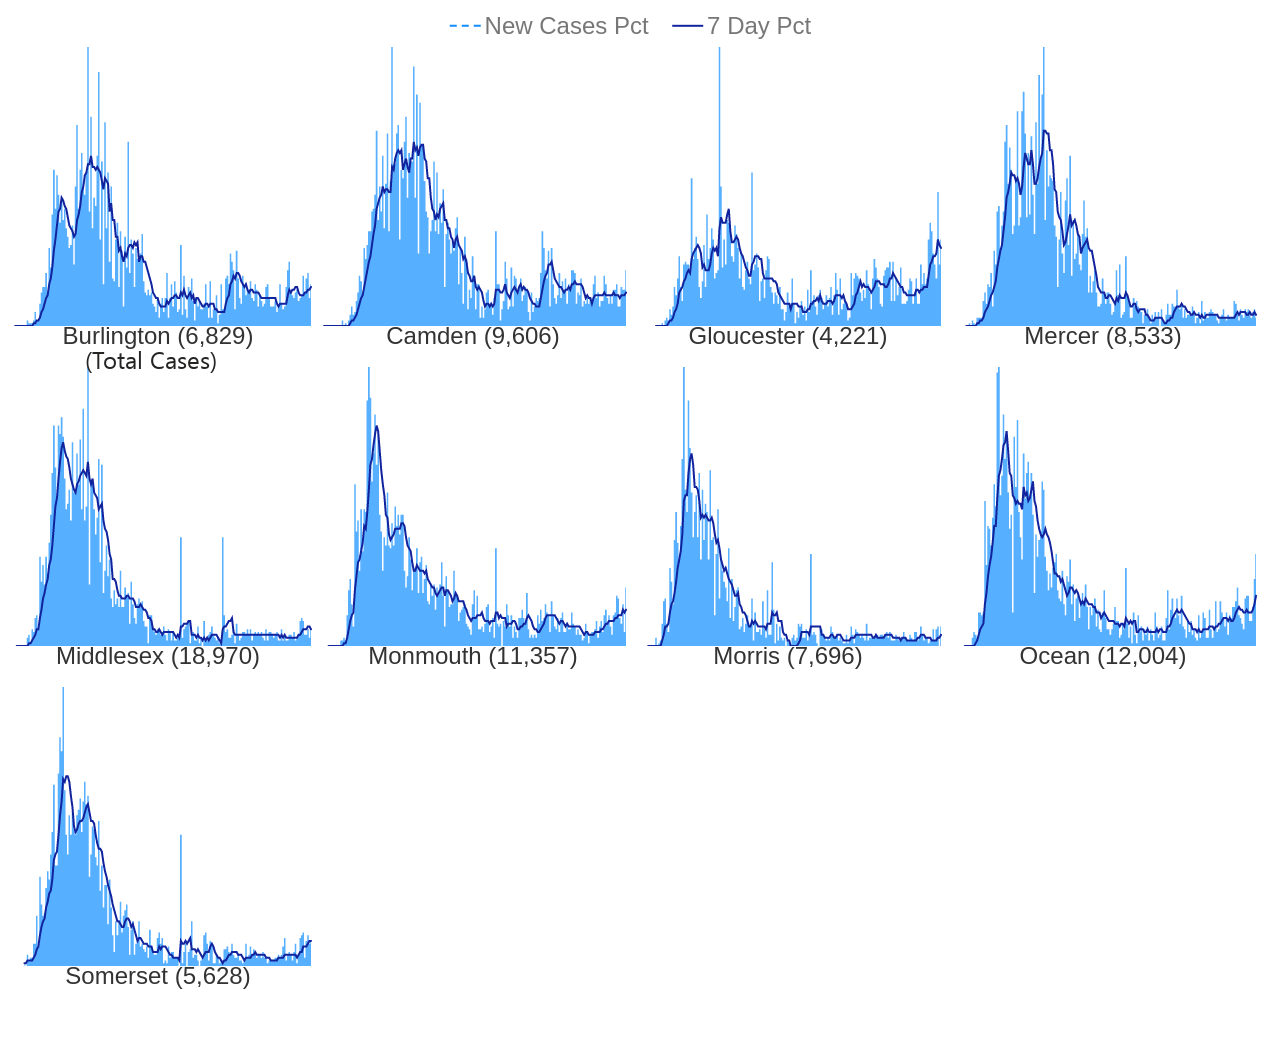 New Cases Pct 7 Day Pct
Burlington (6,829) Camden (9,606) Gloucester (4,221) Mercer (8,533)
(Total Cases)
Middlesex (18,970) Monmouth (11,357) Morris (7,696) Ocean (12,004)
Somerset (5,628)